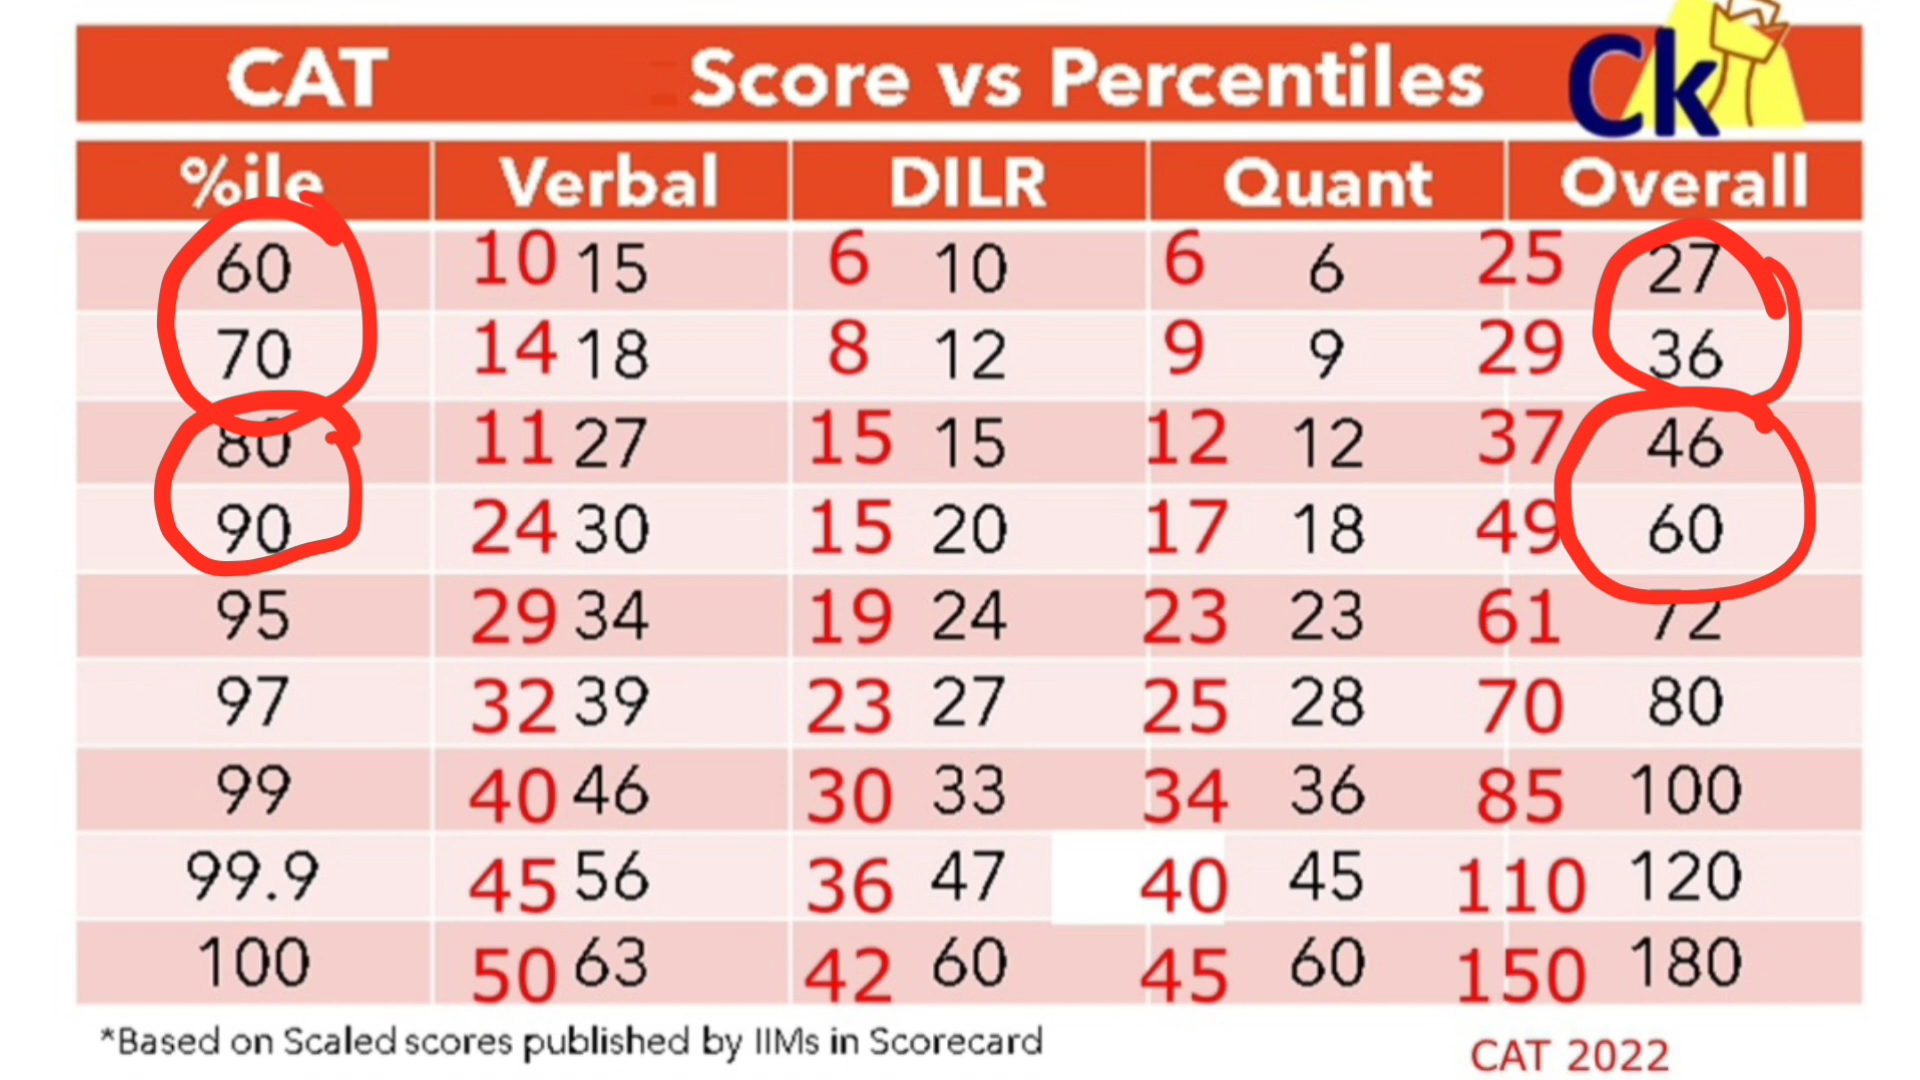 CAT Score vs Percentiles Ck
%ile Verbal DILR Quant Overall
60 10 15 6 10 6 6 25 27
70 14 18 8 12 9 9 29 36
80 11 27 15 15 12 12 37 46
90 24 30 15 20 17 18 49 60
95 29 34 19 24 23 23 61 72
97 32 39 23 27 25 28 70 80
99 40 46 30 33 34 36 85 100
99.9 45 56 36 47 40 45 110 120
100 50 63 42 60 45 60 150 180
*Based on Scaled scores published by IIMs in Scorecard
CAT 2022